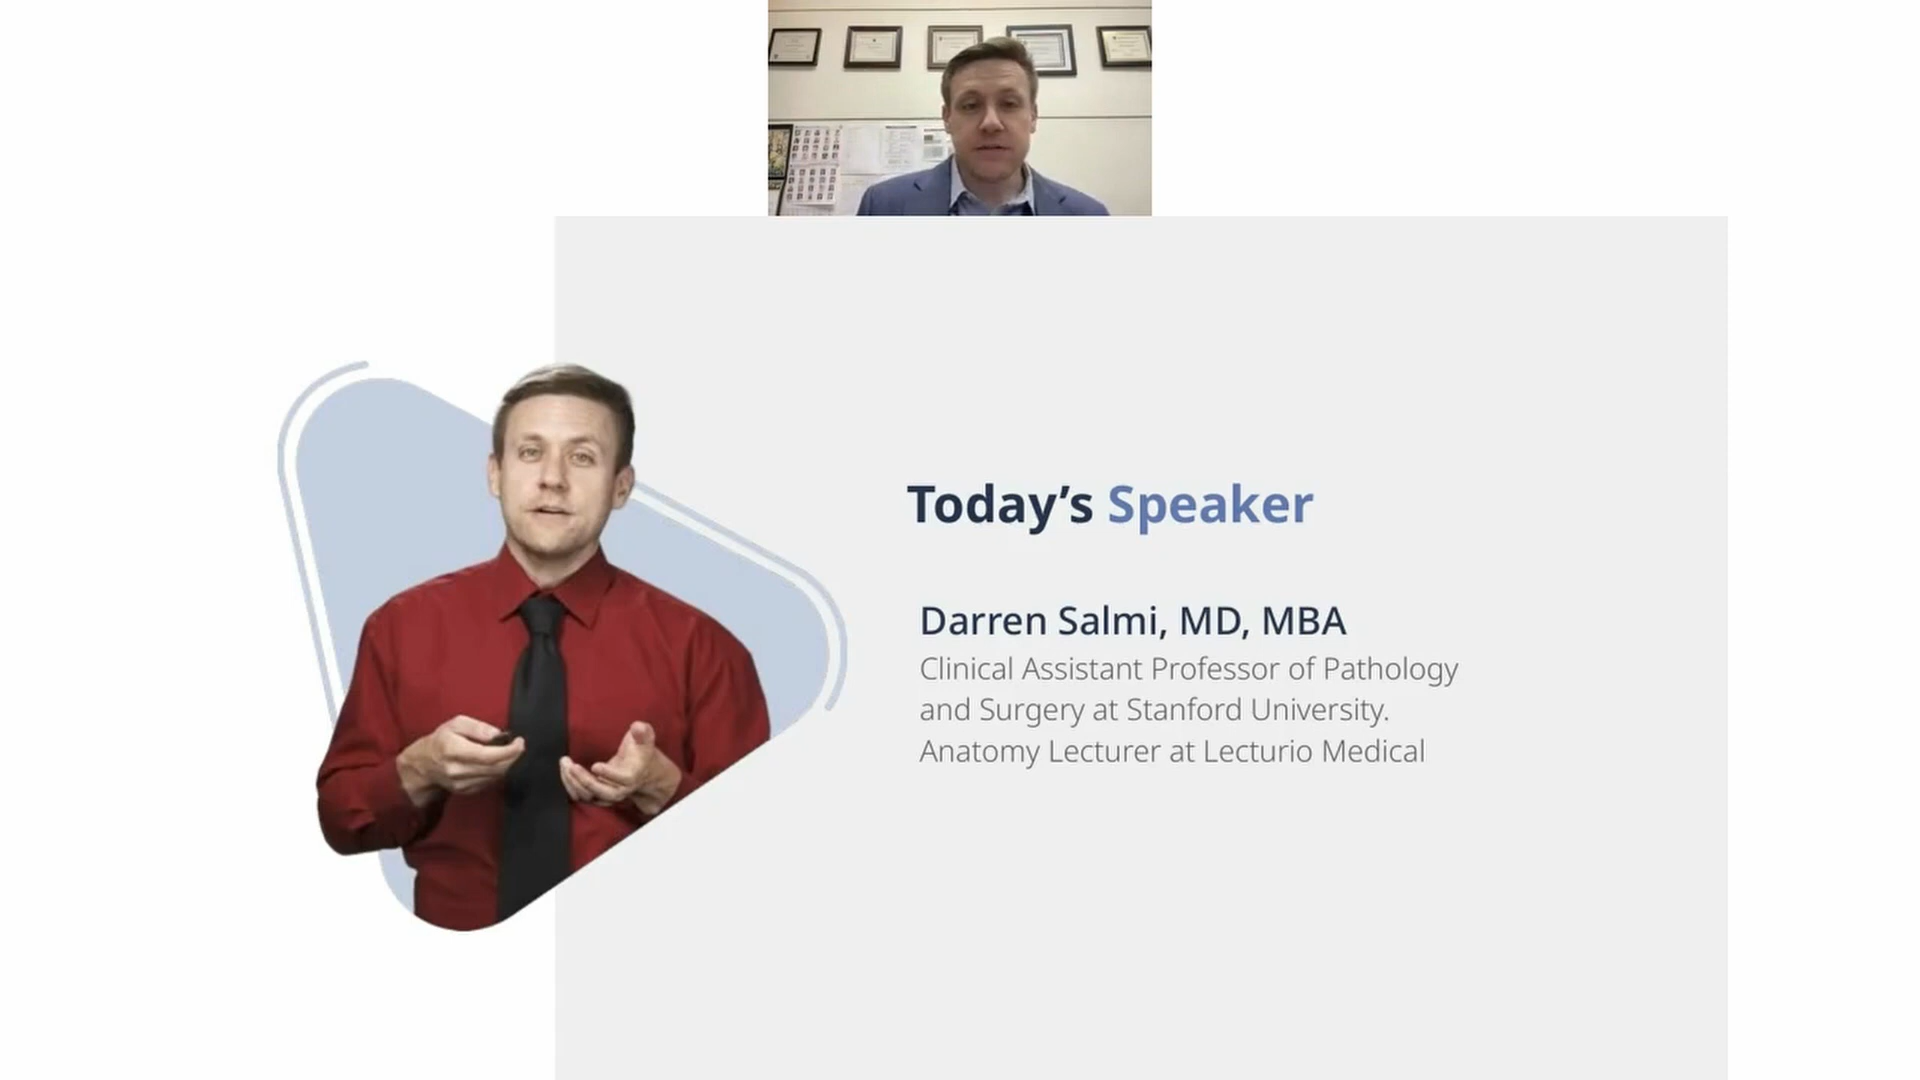 Today’s Speaker
Darren Salmi, MD, MBA
Clinical Assistant Professor of Pathology
and Surgery at Stanford University.
Anatomy Lecturer at Lecturio Medical